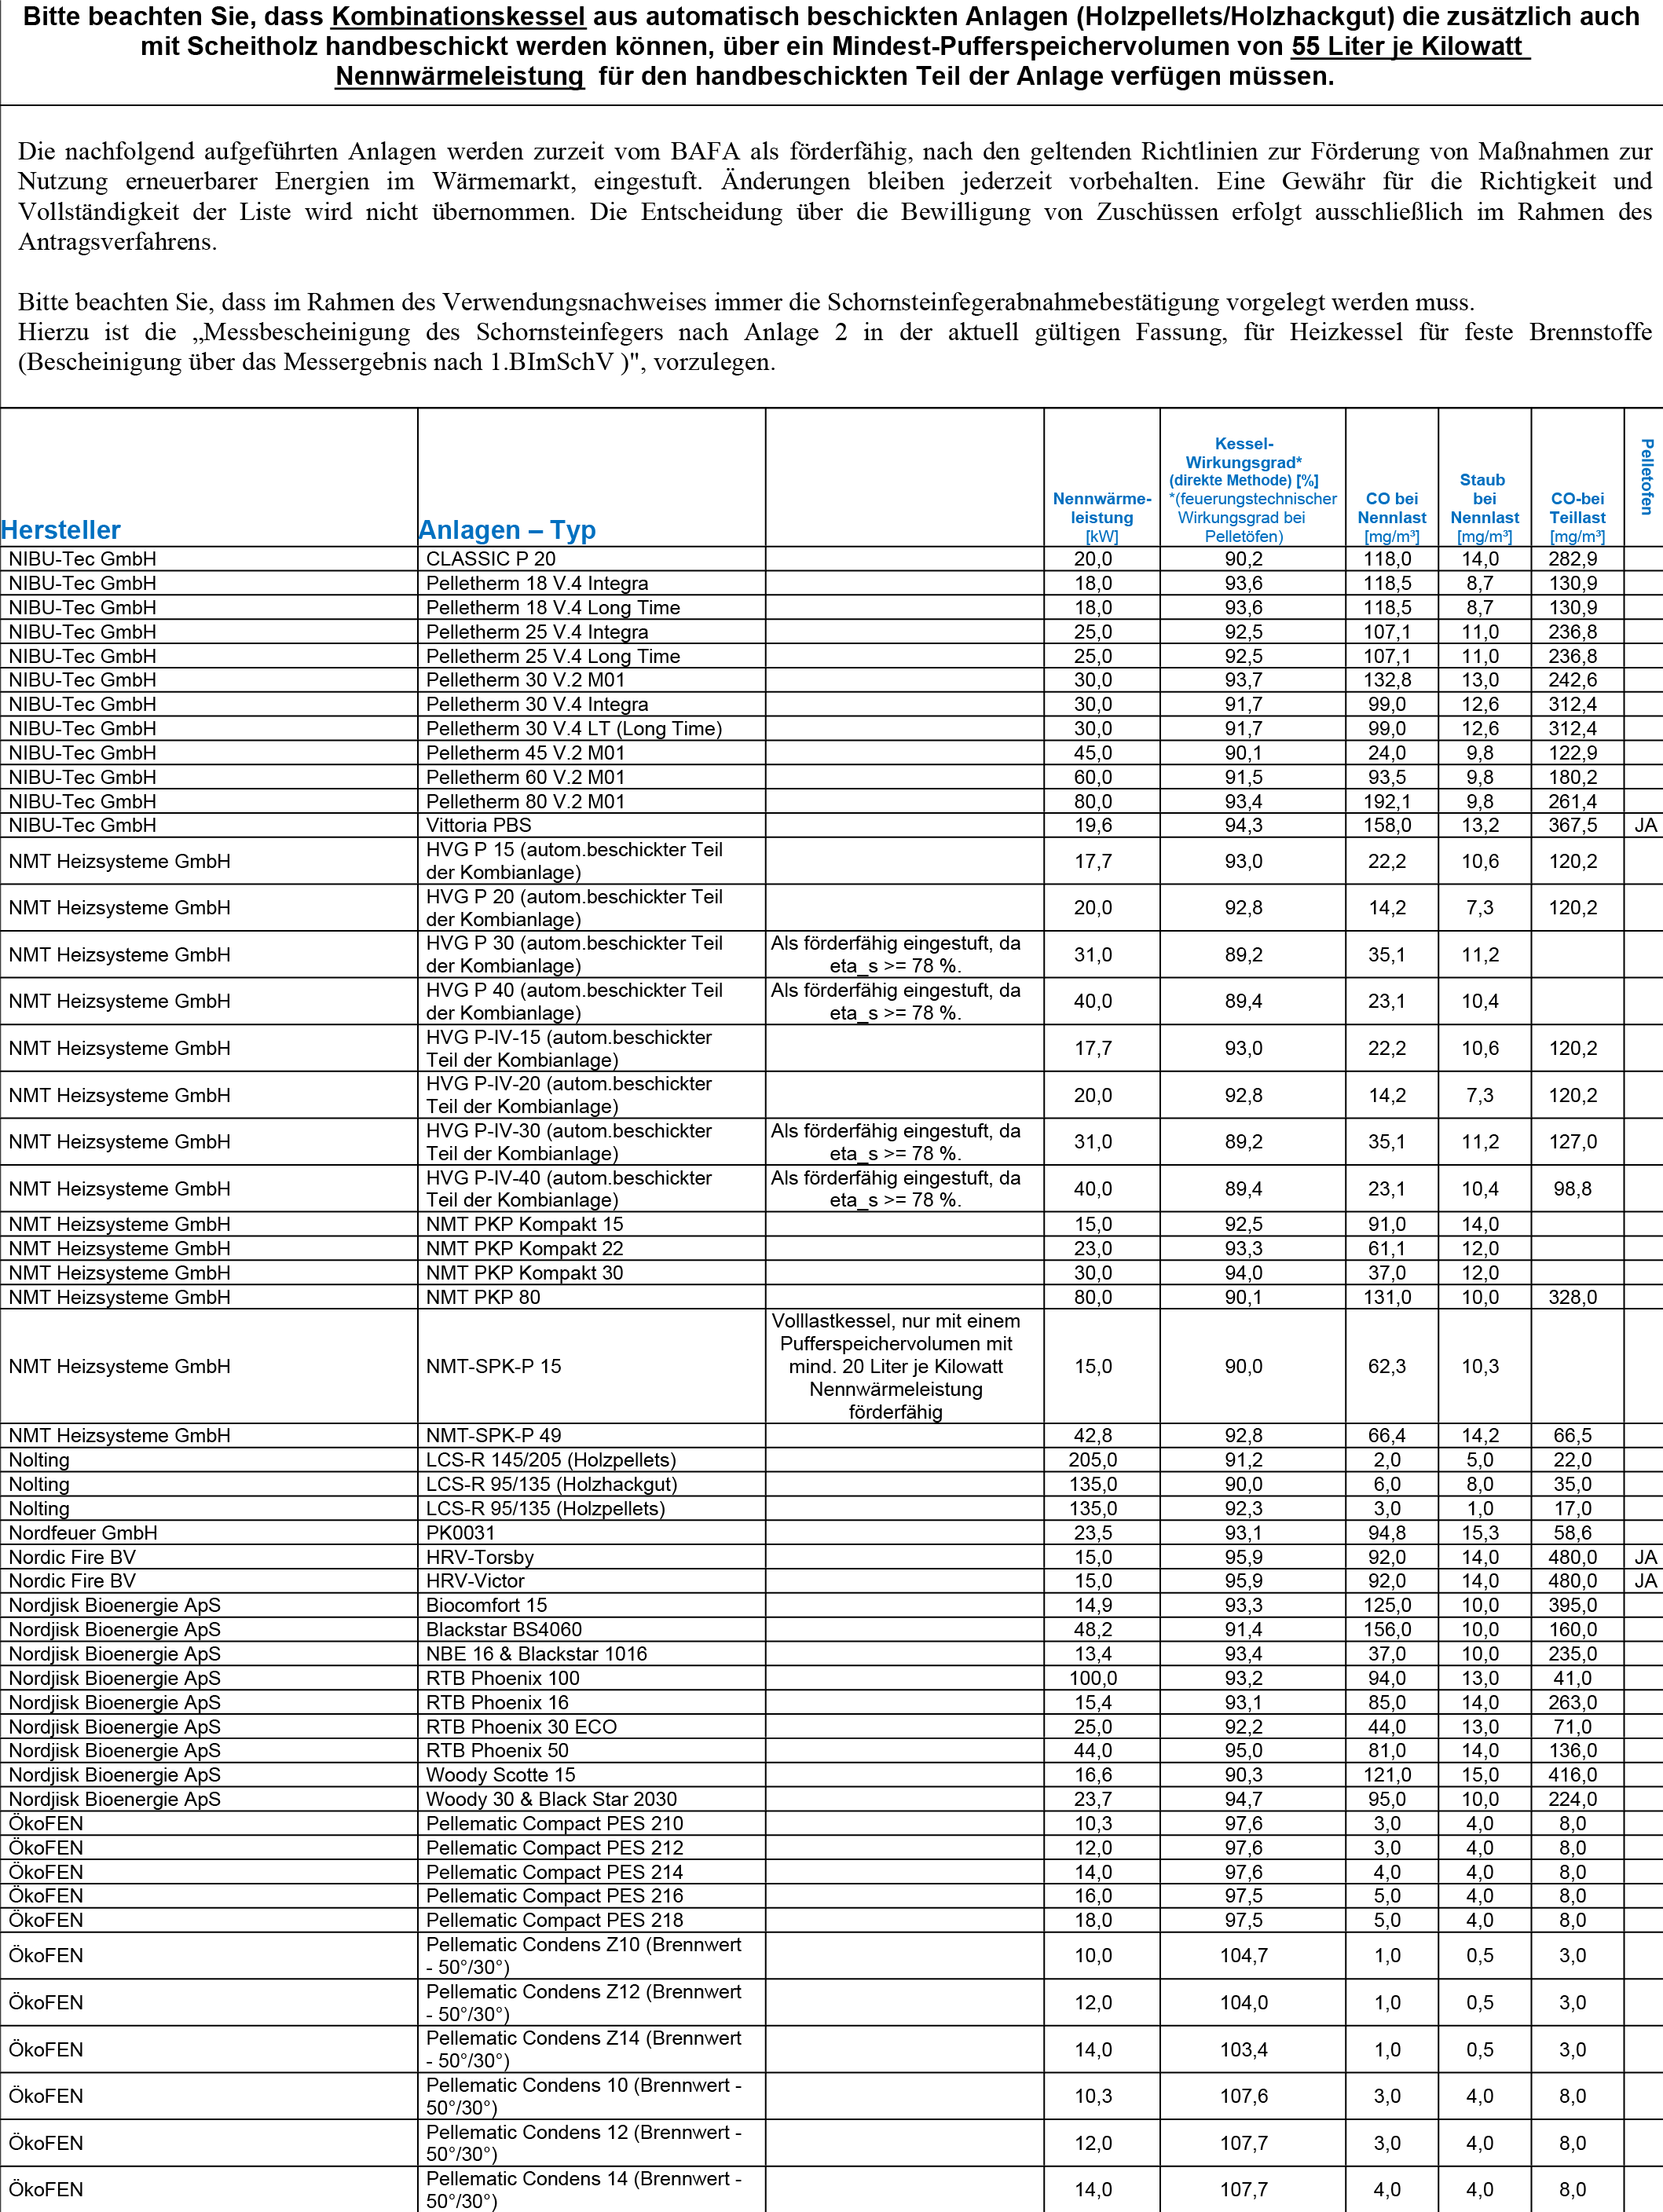 Bitte beachten Sie, dass Kombinationskessel aus automatisch beschickten Anlagen (Holzpellets/Holzhackgut) die zusätzlich auch
mit Scheitholz handbeschickt werden können, über ein Mindest-Pufferspeichervolumen von 55 Liter je Kilowatt
Nennwärmeleistung für den handbeschickten Teil der Anlage verfügen müssen.
Die nachfolgend aufgeführten Anlagen werden zurzeit vom BAFA als förderfähig, nach den geltenden Richtlinien zur Förderung von Maßnahmen zur
Nutzung erneuerbarer Energien im Wärmemarkt, eingestuft. Änderungen bleiben jederzeit vorbehalten. Eine Gewähr für die Richtigkeit und
Vollständigkeit der Liste wird nicht übernommen. Die Entscheidung über die Bewilligung von Zuschüssen erfolgt ausschließlich im Rahmen des
Antragsverfahrens.
Bitte beachten Sie, dass im Rahmen des Verwendungsnachweises immer die Schornsteinfegerabnahmebestätigung vorgelegt werden muss.
Hierzu ist die „Messbescheinigung des Schornsteinfegers nach Anlage 2 in der aktuell gültigen Fassung, für Heizkessel für feste Brennstoffe
(Bescheinigung über das Messergebnis nach 1.BImSchV )", vorzulegen.
Hersteller
Anlagen – Typ
Nennwärme-
leistung
[kW]
Kessel-
Wirkungsgrad*
(direkte Methode) [%]
*(feuerungstechnischer
Wirkungsgrad bei
Pelletöfen)
CO bei
Nennlast
[mg/m³]
Staub
bei
Nennlast
[mg/m³]
CO-bei
Teillast
[mg/m³]
Pelletofen
NIBU-Tec GmbH CLASSIC P 20 20,0 90,2 118,0 14,0 282,9
NIBU-Tec GmbH Pelletherm 18 V.4 Integra 18,0 93,6 118,5 8,7 130,9
NIBU-Tec GmbH Pelletherm 18 V.4 Long Time 18,0 93,6 118,5 8,7 130,9
NIBU-Tec GmbH Pelletherm 25 V.4 Integra 25,0 92,5 107,1 11,0 236,8
NIBU-Tec GmbH Pelletherm 25 V.4 Long Time 25,0 92,5 107,1 11,0 236,8
NIBU-Tec GmbH Pelletherm 30 V.2 M01 30,0 93,7 132,8 13,0 242,6
NIBU-Tec GmbH Pelletherm 30 V.4 Integra 30,0 91,7 99,0 12,6 312,4
NIBU-Tec GmbH Pelletherm 30 V.4 LT (Long Time) 30,0 91,7 99,0 12,6 312,4
NIBU-Tec GmbH Pelletherm 45 V.2 M01 45,0 90,1 24,0 9,8 122,9
NIBU-Tec GmbH Pelletherm 60 V.2 M01 60,0 91,5 93,5 9,8 180,2
NIBU-Tec GmbH Pelletherm 80 V.2 M01 80,0 93,4 192,1 9,8 261,4
NIBU-Tec GmbH Vittoria PBS 19,6 94,3 158,0 13,2 367,5 JA
NMT Heizsysteme GmbH HVG P 15 (autom.beschickter Teil
der Kombianlage) 17,7 93,0 22,2 10,6 120,2
NMT Heizsysteme GmbH HVG P 20 (autom.beschickter Teil
der Kombianlage) 20,0 92,8 14,2 7,3 120,2
NMT Heizsysteme GmbH HVG P 30 (autom.beschickter Teil
der Kombianlage) Als förderfähig eingestuft, da
eta_s >= 78 %. 31,0 89,2 35,1 11,2
NMT Heizsysteme GmbH HVG P 40 (autom.beschickter Teil
der Kombianlage) Als förderfähig eingestuft, da
eta_s >= 78 %. 40,0 89,4 23,1 10,4
NMT Heizsysteme GmbH HVG P-IV-15 (autom.beschickter
Teil der Kombianlage) 17,7 93,0 22,2 10,6 120,2
NMT Heizsysteme GmbH HVG P-IV-20 (autom.beschickter
Teil der Kombianlage) 20,0 92,8 14,2 7,3 120,2
NMT Heizsysteme GmbH HVG P-IV-30 (autom.beschickter
Teil der Kombianlage) Als förderfähig eingestuft, da
eta_s >= 78 %. 31,0 89,2 35,1 11,2 127,0
NMT Heizsysteme GmbH HVG P-IV-40 (autom.beschickter
Teil der Kombianlage) Als förderfähig eingestuft, da
eta_s >= 78 %. 40,0 89,4 23,1 10,4 98,8
NMT Heizsysteme GmbH NMT PKP Kompakt 15 15,0 92,5 91,0 14,0
NMT Heizsysteme GmbH NMT PKP Kompakt 22 23,0 93,3 61,1 12,0
NMT Heizsysteme GmbH NMT PKP Kompakt 30 30,0 94,0 37,0 12,0
NMT Heizsysteme GmbH NMT PKP 80 80,0 90,1 131,0 10,0 328,0
NMT Heizsysteme GmbH NMT-SPK-P 15 Volllastkessel, nur mit einem
Pufferspeichervolumen mit
mind. 20 Liter je Kilowatt
Nennwärmeleistung
förderfähig 15,0 90,0 62,3 10,3
NMT Heizsysteme GmbH NMT-SPK-P 49 42,8 92,8 66,4 14,2 66,5
Nolting LCS-R 145/205 (Holzpellets) 205,0 91,2 2,0 5,0 22,0
Nolting LCS-R 95/135 (Holzhackgut) 135,0 90,0 6,0 8,0 35,0
Nolting LCS-R 95/135 (Holzpellets) 135,0 92,3 3,0 1,0 17,0
Nordfeuer GmbH PK0031 23,5 93,1 94,8 15,3 58,6
Nordic Fire BV HRV-Torsby 15,0 95,9 92,0 14,0 480,0 JA
Nordic Fire BV HRV-Victor 15,0 95,9 92,0 14,0 480,0 JA
Nordjisk Bioenergie ApS Biocomfort 15 14,9 93,3 125,0 10,0 395,0
Nordjisk Bioenergie ApS Blackstar BS4060 48,2 91,4 156,0 10,0 160,0
Nordjisk Bioenergie ApS NBE 16 & Blackstar 1016 13,4 93,4 37,0 10,0 235,0
Nordjisk Bioenergie ApS RTB Phoenix 100 100,0 93,2 94,0 13,0 41,0
Nordjisk Bioenergie ApS RTB Phoenix 16 15,4 93,1 85,0 14,0 263,0
Nordjisk Bioenergie ApS RTB Phoenix 30 ECO 25,0 92,2 44,0 13,0 71,0
Nordjisk Bioenergie ApS RTB Phoenix 50 44,0 95,0 81,0 14,0 136,0
Nordjisk Bioenergie ApS Woody Scotte 15 16,6 90,3 121,0 15,0 416,0
Nordjisk Bioenergie ApS Woody 30 & Black Star 2030 23,7 94,7 95,0 10,0 224,0
ÖkoFEN Pellematic Compact PES 210 10,3 97,6 3,0 4,0 8,0
ÖkoFEN Pellematic Compact PES 212 12,0 97,6 3,0 4,0 8,0
ÖkoFEN Pellematic Compact PES 214 14,0 97,6 4,0 4,0 8,0
ÖkoFEN Pellematic Compact PES 216 16,0 97,5 5,0 4,0 8,0
ÖkoFEN Pellematic Compact PES 218 18,0 97,5 5,0 4,0 8,0
ÖkoFEN Pellematic Condens Z10 (Brennwert
- 50°/30°) 10,0 104,7 1,0 0,5 3,0
ÖkoFEN Pellematic Condens Z12 (Brennwert
- 50°/30°) 12,0 104,0 1,0 0,5 3,0
ÖkoFEN Pellematic Condens Z14 (Brennwert
- 50°/30°) 14,0 103,4 1,0 0,5 3,0
ÖkoFEN Pellematic Condens 10 (Brennwert -
50°/30°) 10,3 107,6 3,0 4,0 8,0
ÖkoFEN Pellematic Condens 12 (Brennwert -
50°/30°) 12,0 107,7 3,0 4,0 8,0
ÖkoFEN Pellematic Condens 14 (Brennwert -
50°/30°) 14,0 107,7 4,0 4,0 8,0